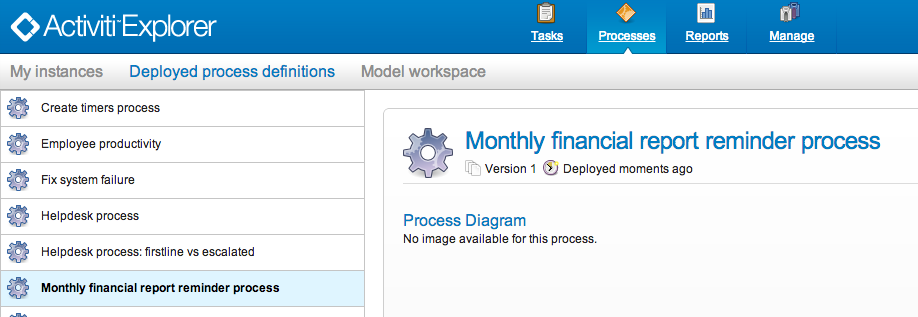 Activiti™ Explorer
Tasks
Processes
Reports
Manage
My instances
Deployed process definitions
Model workspace
Create timers process
Employee productivity
Fix system failure
Helpdesk process
Helpdesk process: firstline vs escalated
Monthly financial report reminder process
Monthly financial report reminder process
Version 1 Deployed moments ago
Process Diagram
No image available for this process.